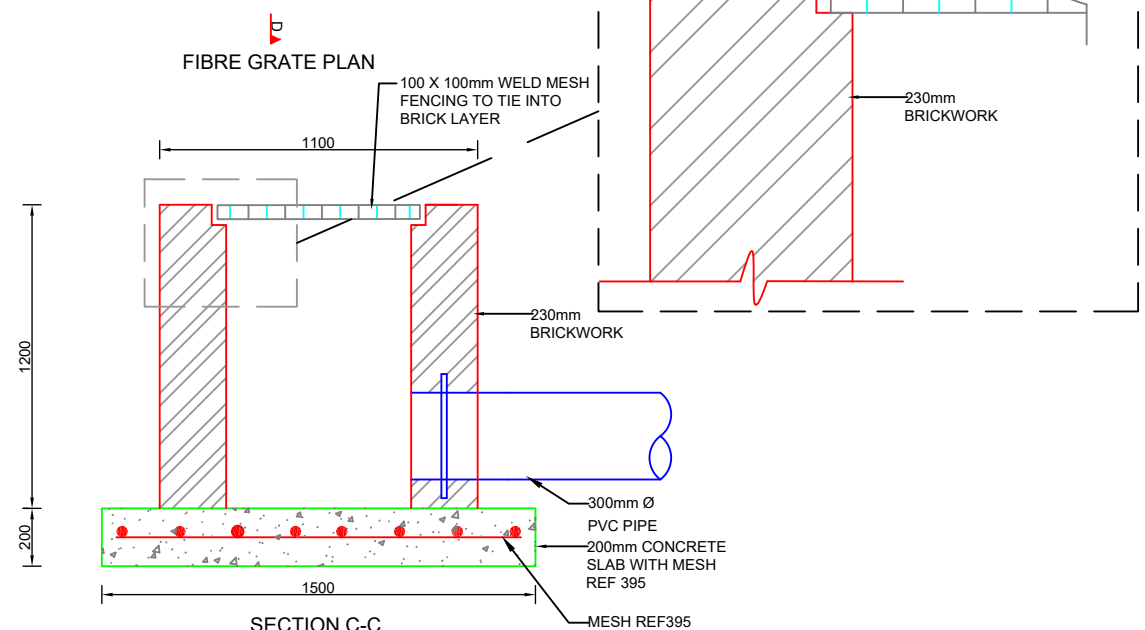 D
FIBRE GRATE PLAN
100 X 100mm WELD MESH
FENCING TO TIE INTO
BRICK LAYER
230mm
BRICKWORK
1100
230mm
BRICKWORK
1200
300mm Ø
PVC PIPE
200mm CONCRETE
SLAB WITH MESH
REF 395
200
1500
MESH REF395
SECTION C-C